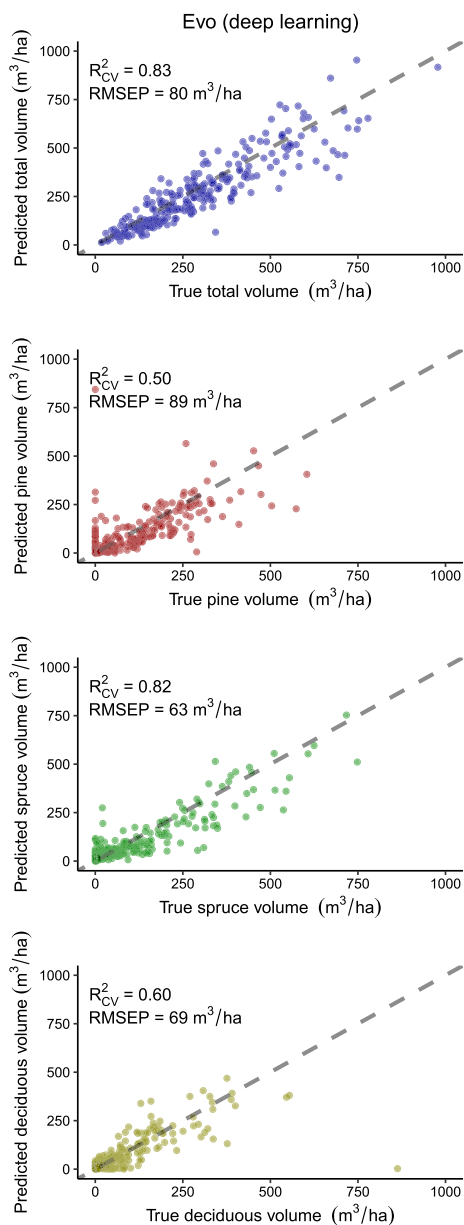 Evo (deep learning)
Predicted total volume (m³/ha)
1000
750
500
250
0
R²CV = 0.83
RMSEP = 80 m³/ha
0 250 500 750 1000
True total volume (m³/ha)
Predicted pine volume (m³/ha)
1000
750
500
250
0
R²CV = 0.50
RMSEP = 89 m³/ha
0 250 500 750 1000
True pine volume (m³/ha)
Predicted spruce volume (m³/ha)
1000
750
500
250
0
R²CV = 0.82
RMSEP = 63 m³/ha
0 250 500 750 1000
True spruce volume (m³/ha)
Predicted deciduous volume (m³/ha)
1000
750
500
250
0
R²CV = 0.60
RMSEP = 69 m³/ha
0 250 500 750 1000
True deciduous volume (m³/ha)